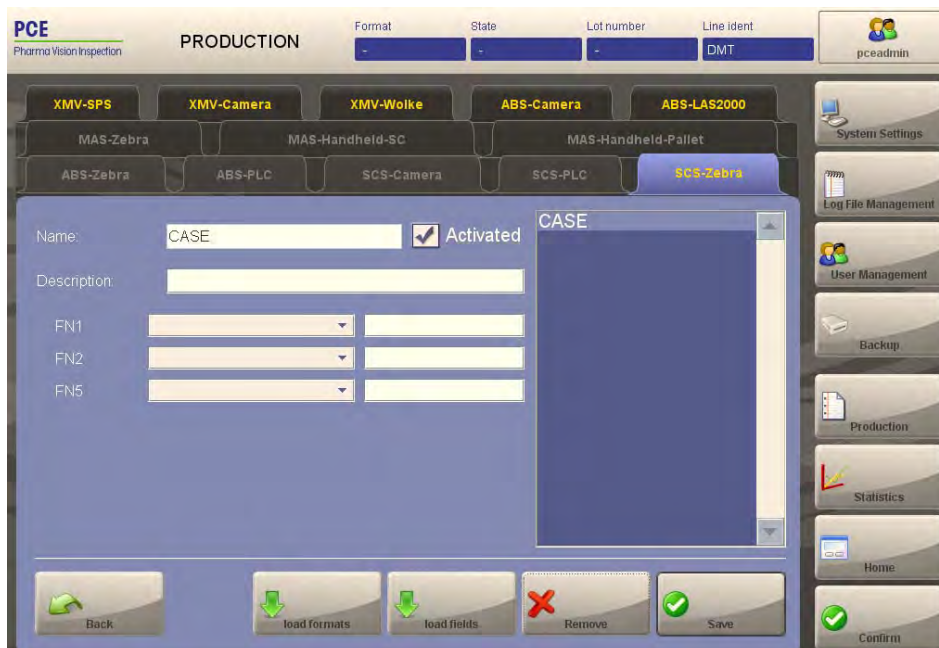 PCE
Pharma Vision Inspection
PRODUCTION
Format
State
Lot number
Line ident
-
-
-
DMT
pceadmin
XMV-SPS
XMV-Camera
XMV-Wolke
ABS-Camera
ABS-LAS2000
MAS-Zebra
MAS-Handheld-SC
MAS-Handheld-Pallet
ABS-Zebra
ABS-PLC
SCS-Camera
SCS-PLC
SCS-Zebra
Name:
CASE
Activated
Description:
FN1
FN2
FN5
CASE
System Settings
Log File Management
User Management
Backup
Production
Statistics
Home
Confirm
Back
load formats
load fields
Remove
Save